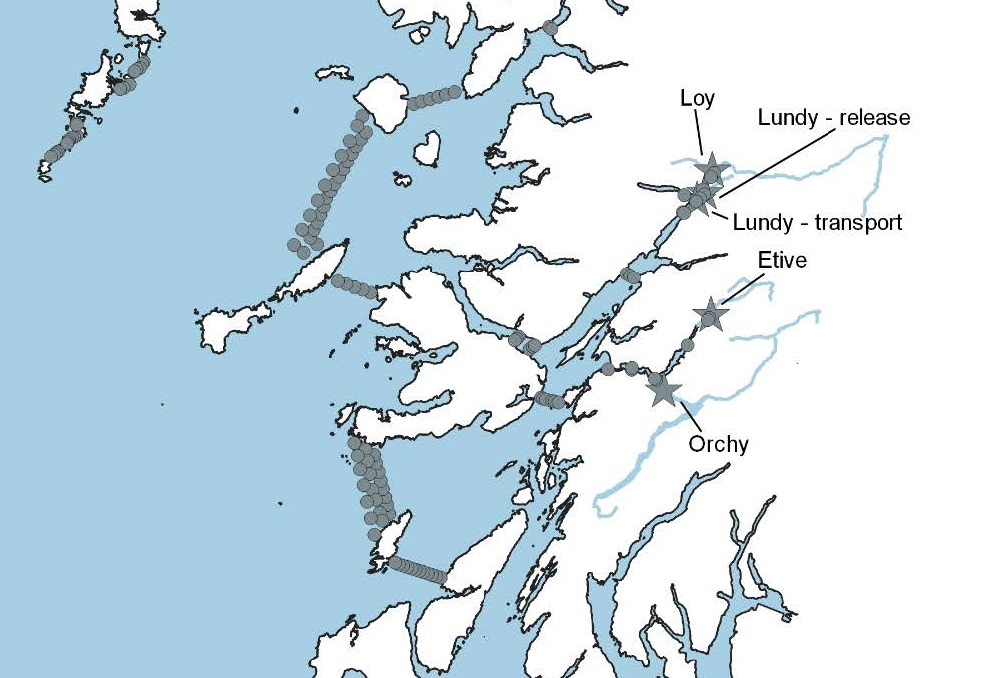 Loy
Lundy - release
Lundy - transport
Etive
Orchy